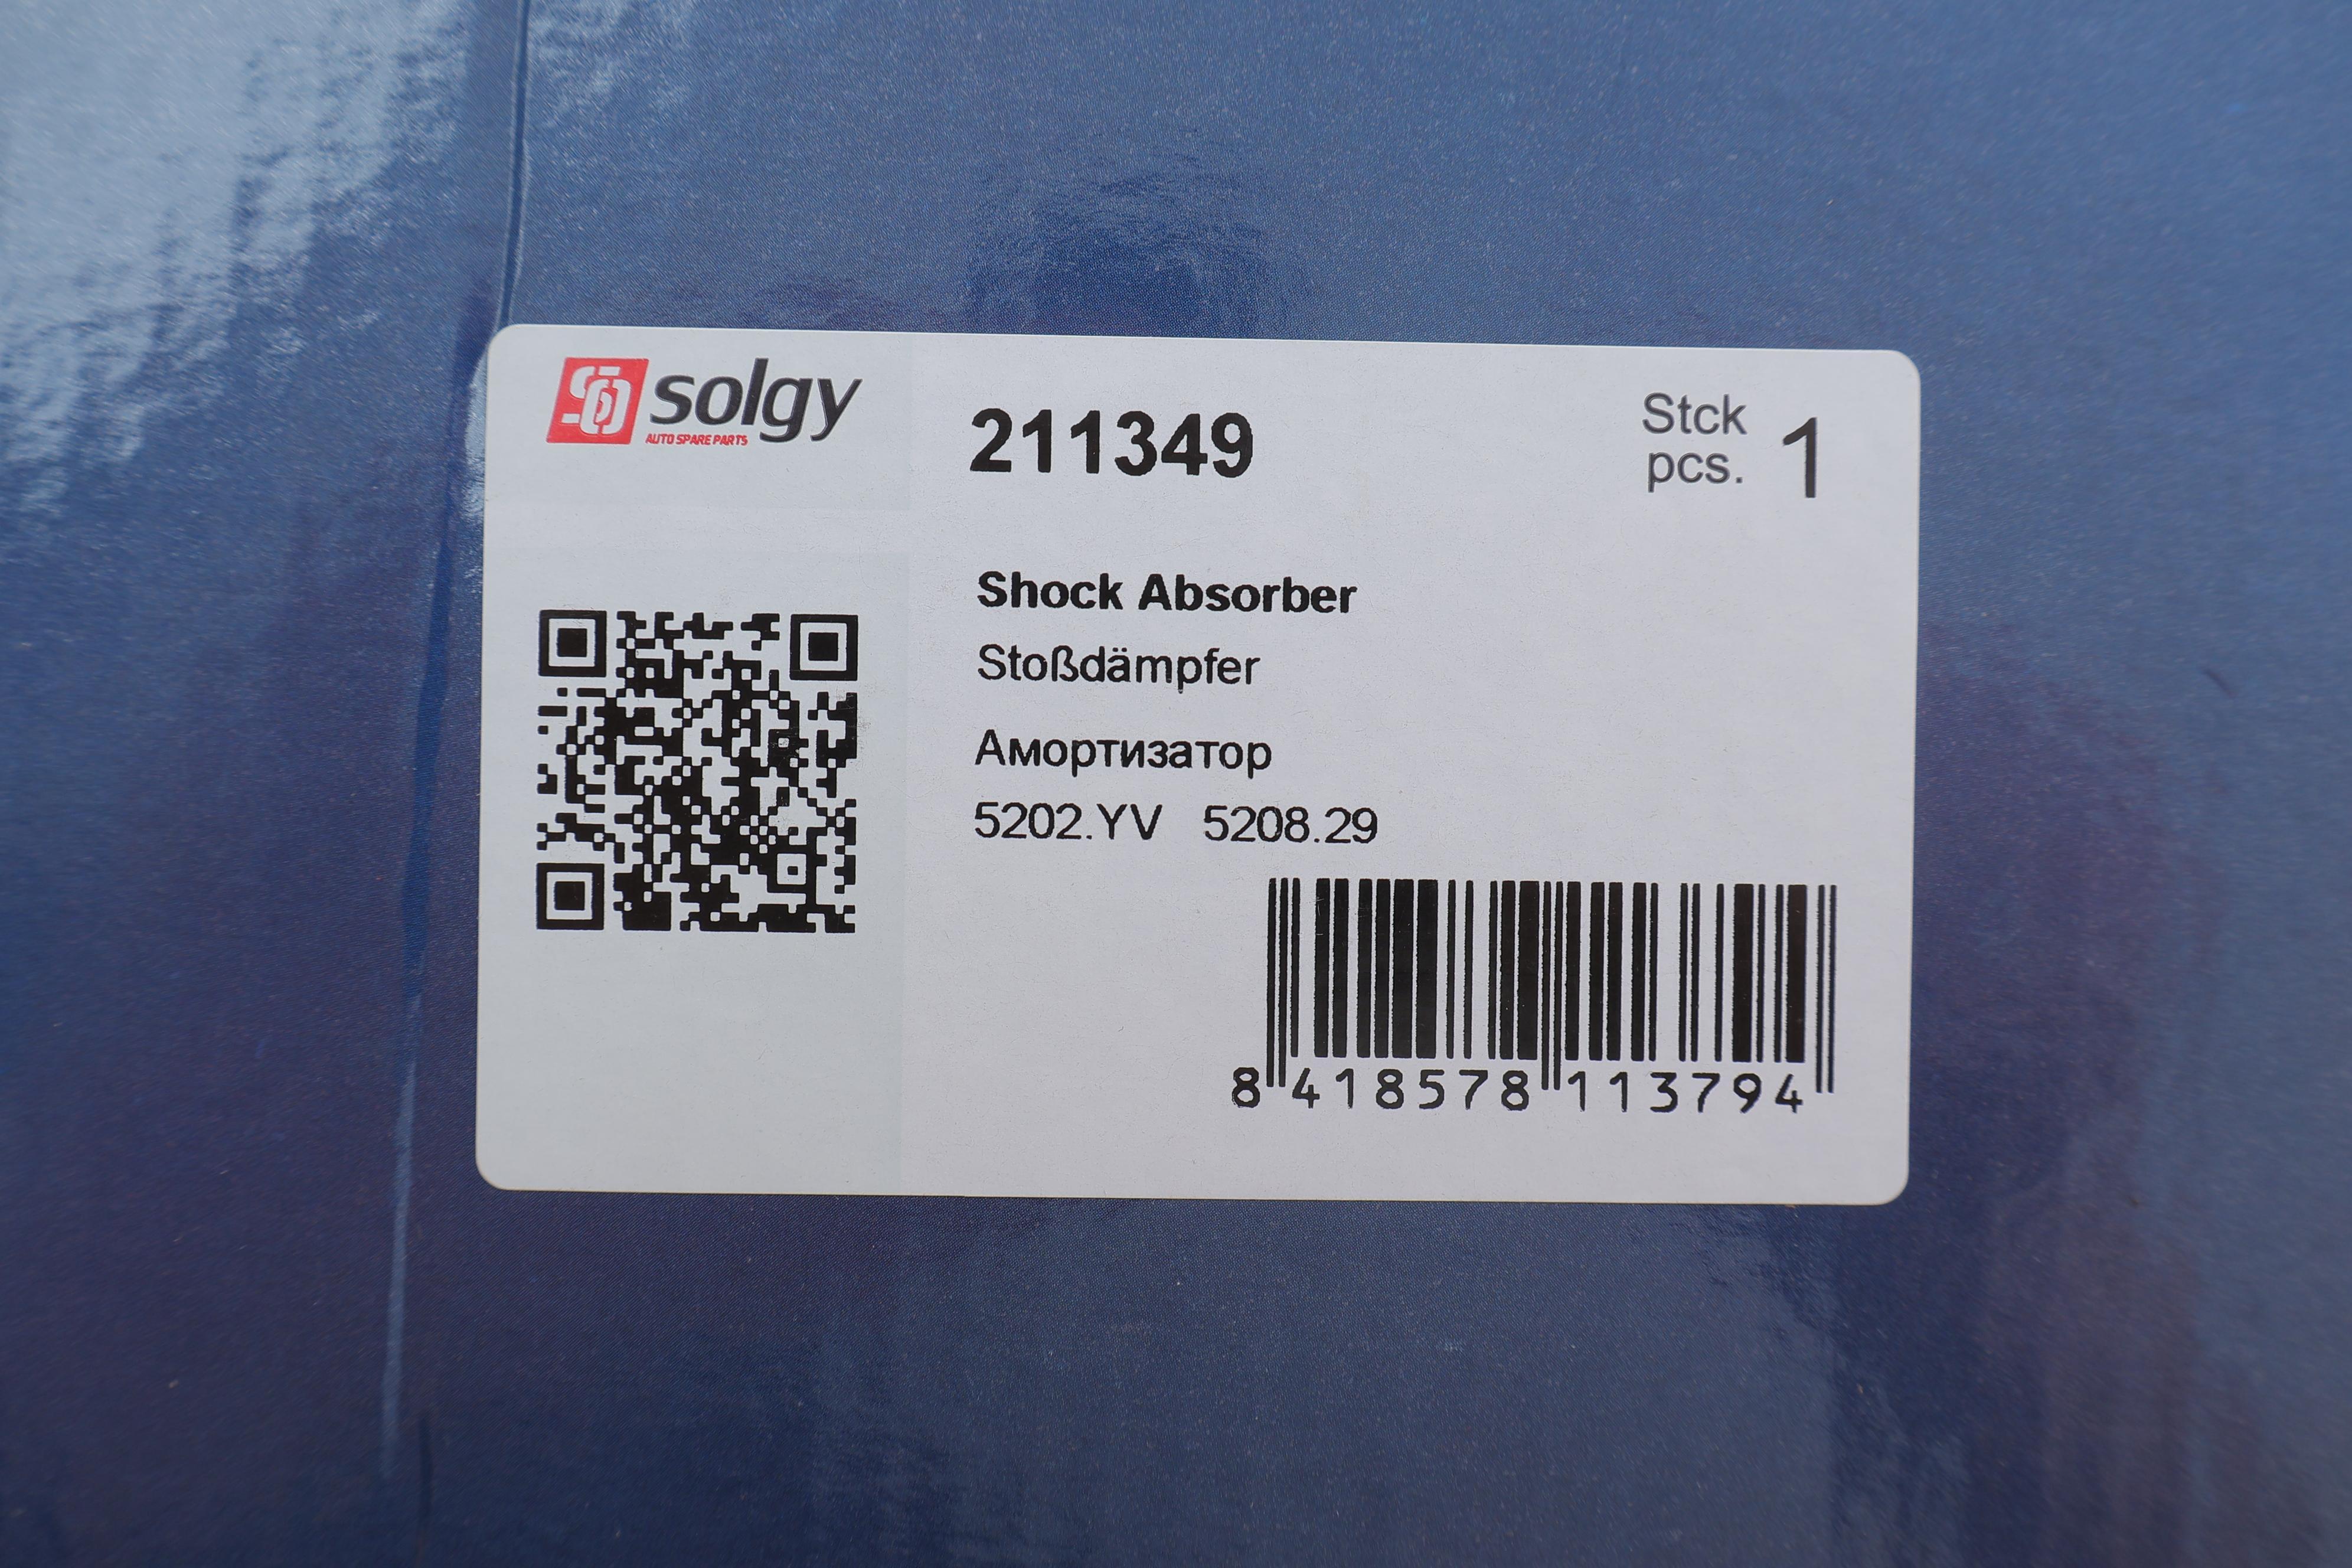 solgy
AUTO SPARE PARTS
211349
Stck
pcs. 1
Shock Absorber
Stoßdämpfer
Амортизатор
5202.YV 5208.29
8 418578 113794